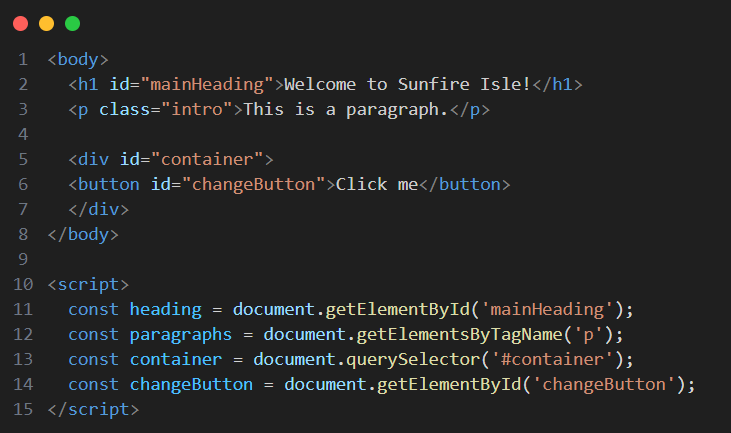 1 <body>
2   <h1 id="mainHeading">Welcome to Sunfire Isle!</h1>
3   <p class="intro">This is a paragraph.</p>
4
5   <div id="container">
6   <button id="changeButton">Click me</button>
7   </div>
8 </body>
9
10 <script>
11   const heading = document.getElementById('mainHeading');
12   const paragraphs = document.getElementsByTagName('p');
13   const container = document.querySelector('#container');
14   const changeButton = document.getElementById('changeButton');
15 </script>